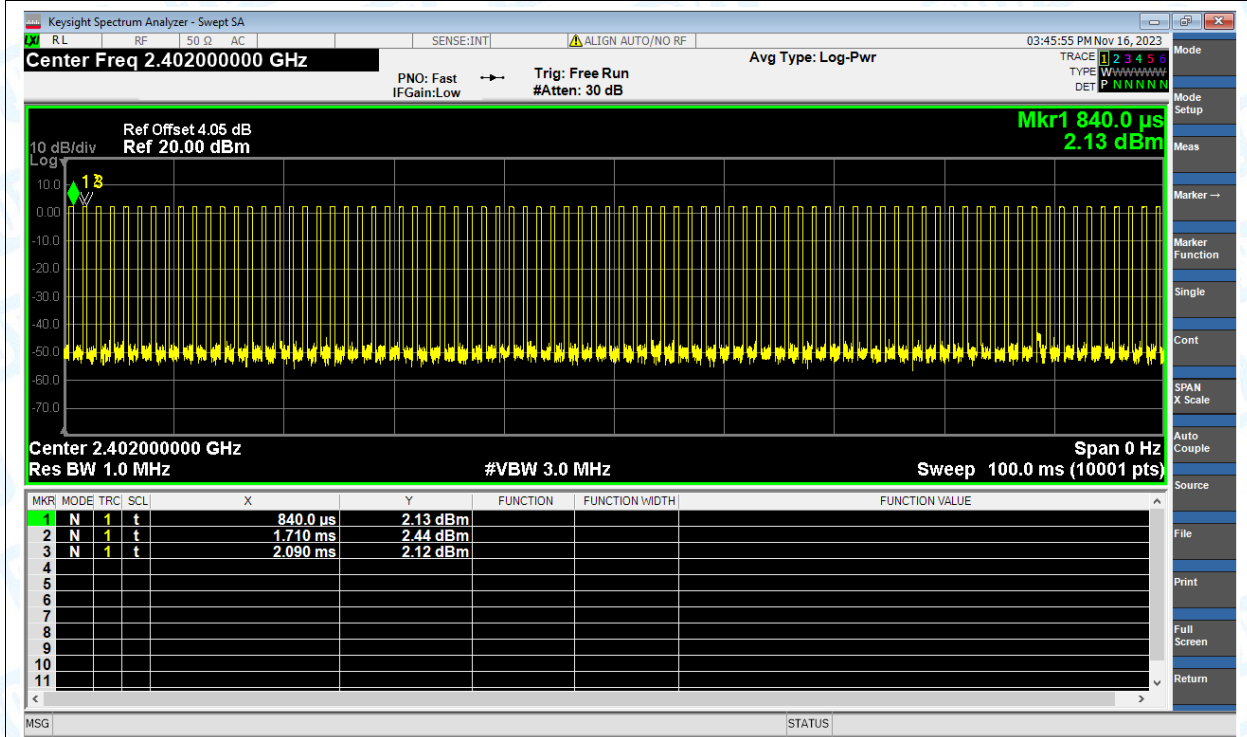 Keysight Spectrum Analyzer - Swept SA
LXI RL RF 50 Ω AC SENSE:INT ALIGN AUTO/NO RF 03:45:55 PM Nov 16, 2023
Center Freq 2.402000000 GHz
PNO: Fast
IFGain:Low
Trig: Free Run
#Atten: 30 dB
Avg Type: Log-Pwr
TRACE 1 2 3 4 5 6
TYPE WWWWWW
DET P N N N N N
Ref Offset 4.05 dB
10 dB/div Ref 20.00 dBm
Log
Mkr1 840.0 µs
2.13 dBm
10.0
0.00
-10.0
-20.0
-30.0
-40.0
-50.0
-60.0
-70.0
Center 2.402000000 GHz Span 0 Hz
Res BW 1.0 MHz #VBW 3.0 MHz Sweep 100.0 ms (10001 pts)
MKR MODE TRC SCL X Y FUNCTION FUNCTION WIDTH FUNCTION VALUE
1 N 1 t 840.0 µs 2.13 dBm
2 N 1 t 1.710 ms 2.44 dBm
3 N 1 t 2.090 ms 2.12 dBm
4
5
6
7
8
9
10
11
MSG STATUS
Mode
Mode
Setup
Meas
Marker →
Marker
Function
Single
Cont
SPAN
X Scale
Auto
Couple
Source
File
Print
Full
Screen
Return